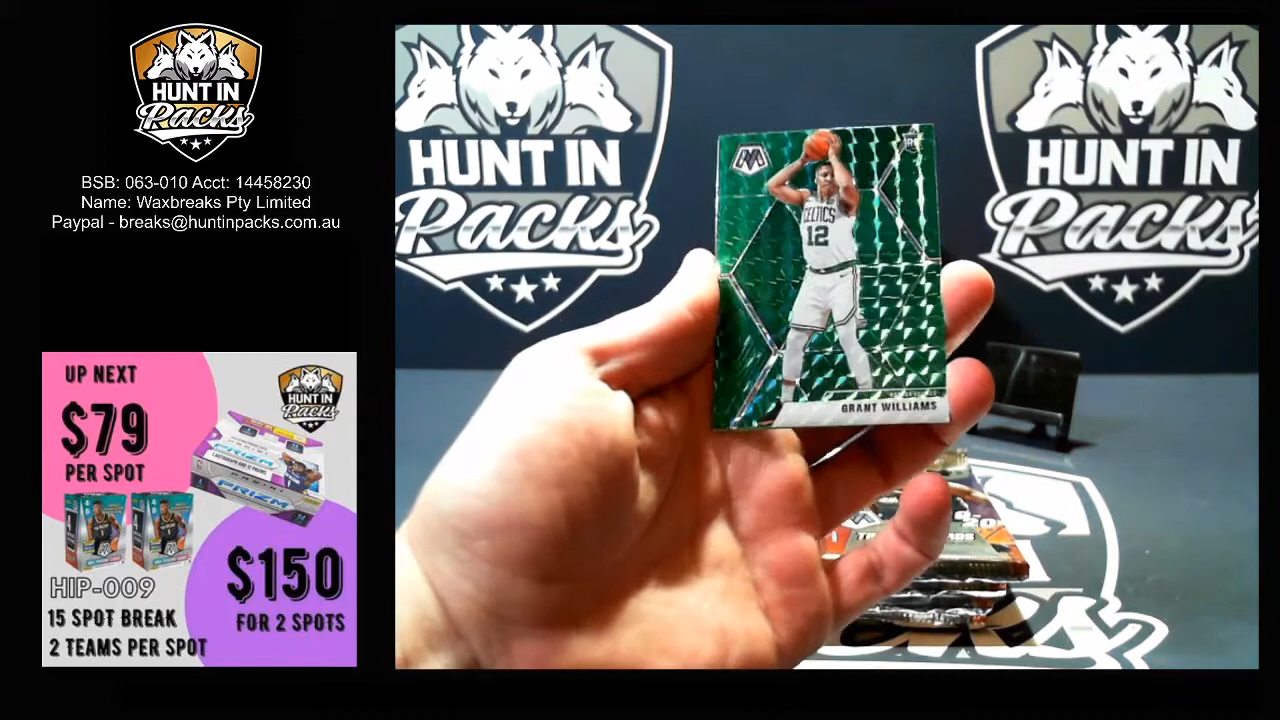 HUNT IN
Packs
BSB: 063-010 Acct: 14458230
Name: Waxbreaks Pty Limited
Paypal - breaks@huntinpacks.com.au
UP NEXT
$79
PER SPOT
HUNT IN
Packs
PRIZM
PRIZM
HIP-009
15 SPOT BREAK
2 TEAMS PER SPOT
$150
FOR 2 SPOTS
HUNT IN
Packs
HUNT IN
Packs
RC
CELTICS
12
GRANT WILLIAMS